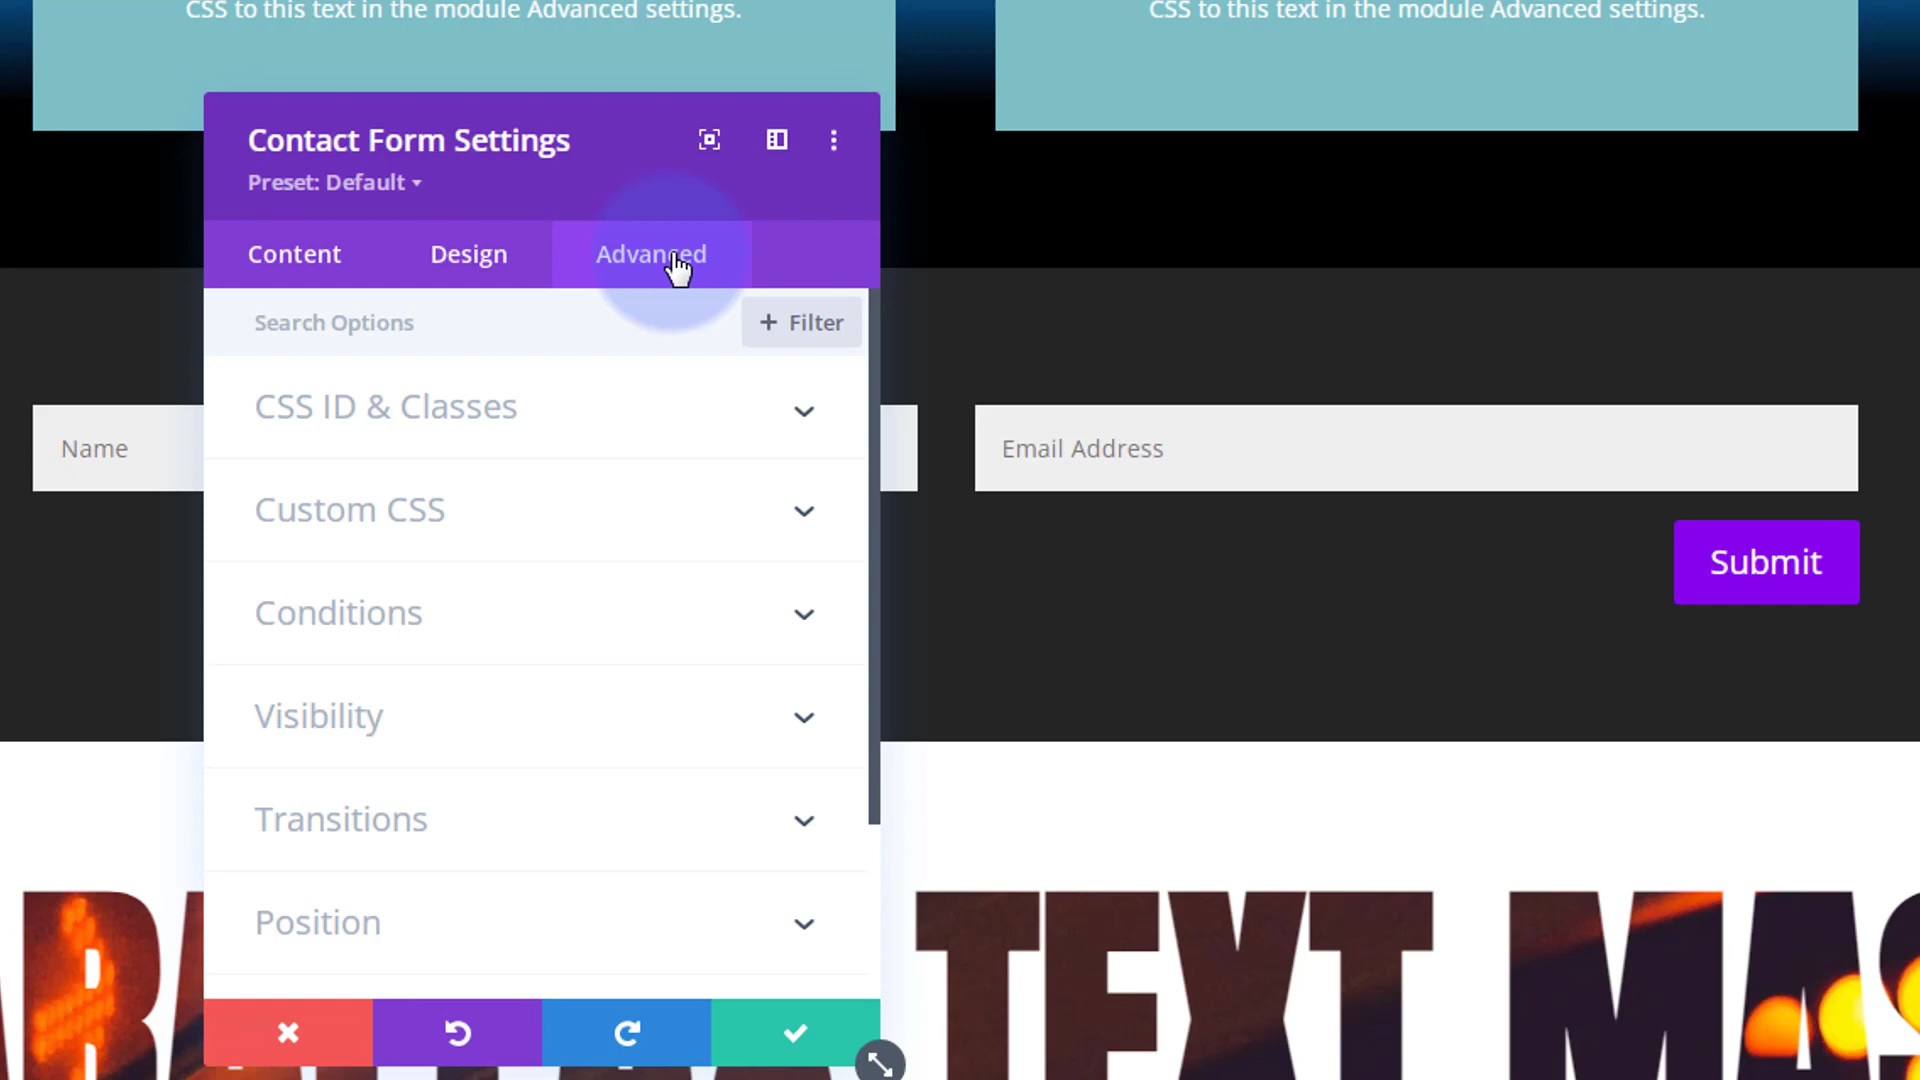 CSS to this text in the module Advanced settings.
CSS to this text in the module Advanced settings.
Contact Form Settings
Preset: Default
Content
Design
Advanced
Search Options
+ Filter
CSS ID & Classes
Name
Email Address
Custom CSS
Submit
Conditions
Visibility
Transitions
Position
TEXT MAS